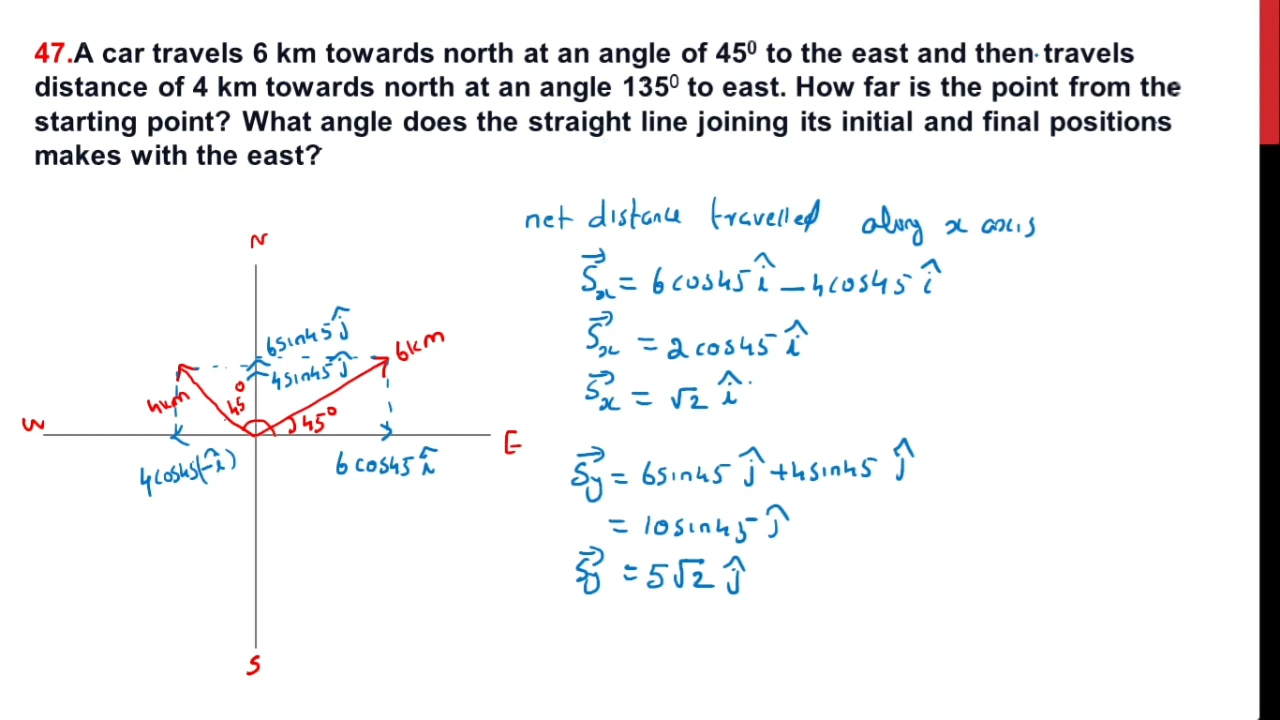 47.A car travels 6 km towards north at an angle of 45⁰ to the east and then travels
distance of 4 km towards north at an angle 135⁰ to east. How far is the point from the
starting point? What angle does the straight line joining its initial and final positions
makes with the east?
net distance travelled along x axis
S⃗x = 6cos45 î – 4cos45 î
S⃗x = 2cos45 î
S⃗x = √2 î
S⃗y = 6sin45 ĵ + 4sin45 ĵ
= 10sin45 ĵ
S⃗y = 5√2 ĵ
N
6sin45 ĵ
4sin45 ĵ
6km
4km
45⁰
45⁰
W
E
4cos45(-î)
6cos45 î
S